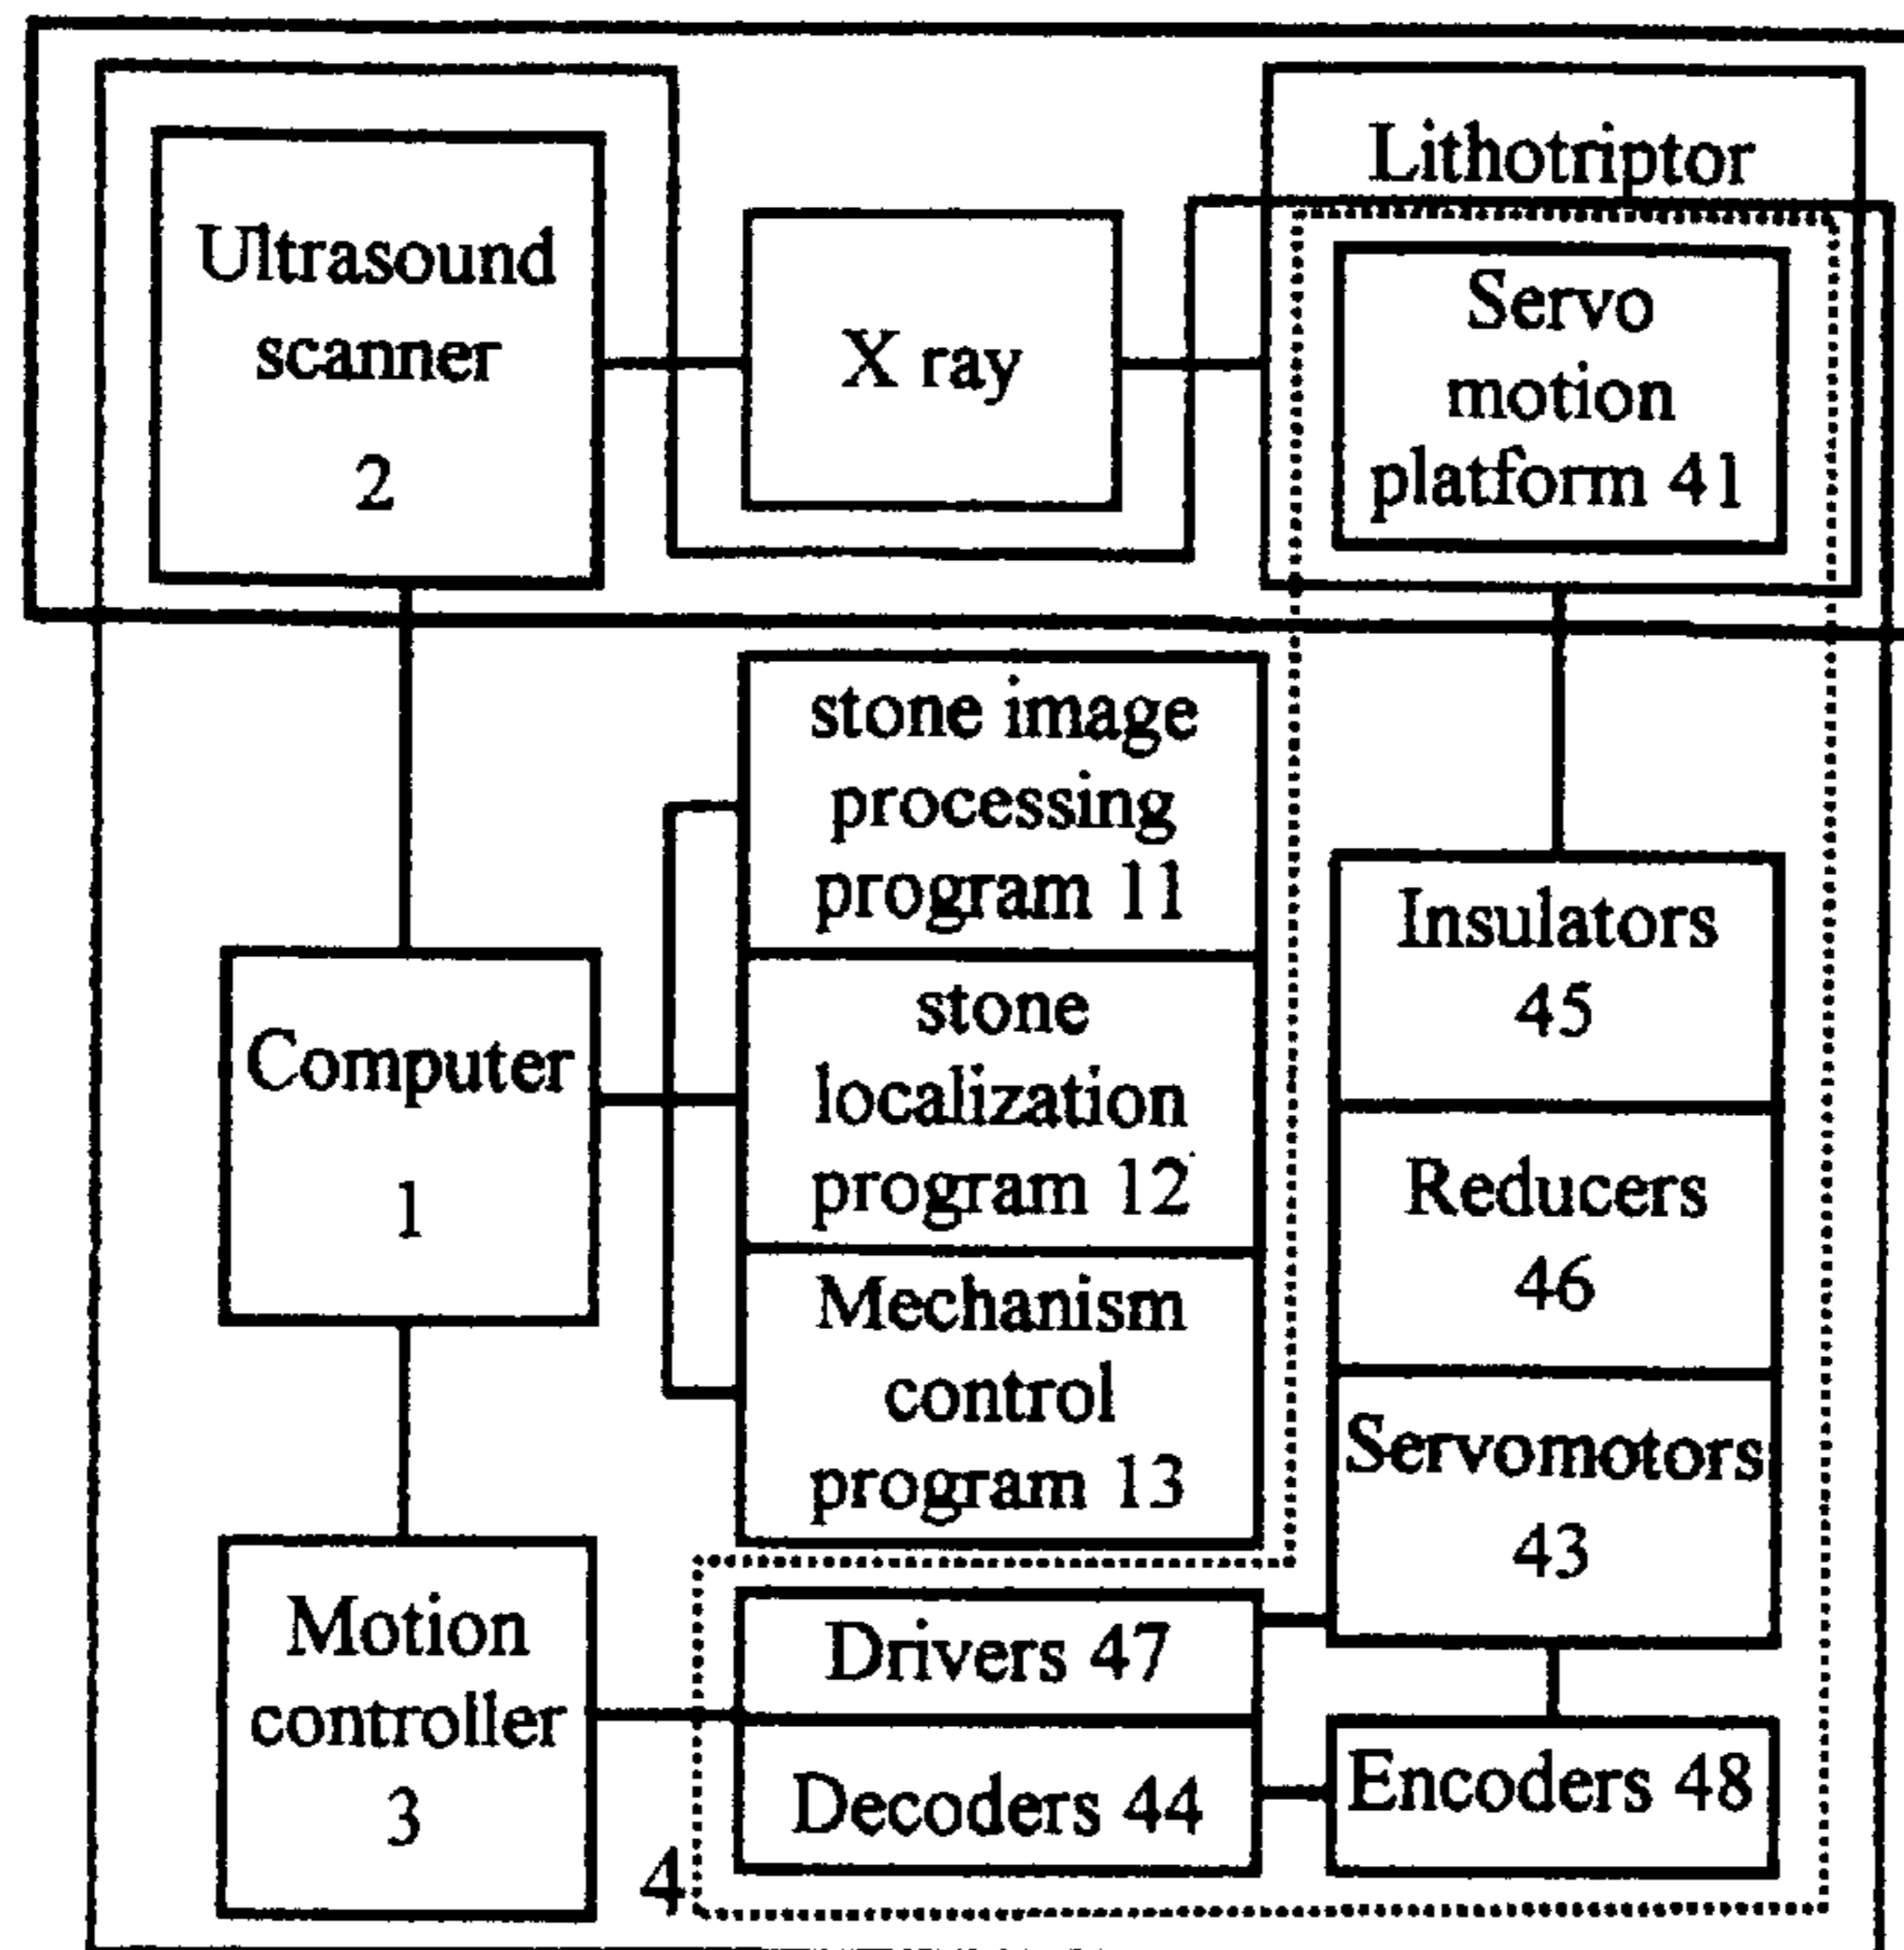 Ultrasound
scanner
2
X ray
Lithotriptor
Servo
motion
platform 41
stone image
processing
program 11
stone
localization
program 12
Mechanism
control
program 13
Computer
1
Insulators
45
Reducers
46
Servomotors
43
Motion
controller
3
Drivers 47
Decoders 44
Encoders 48
4